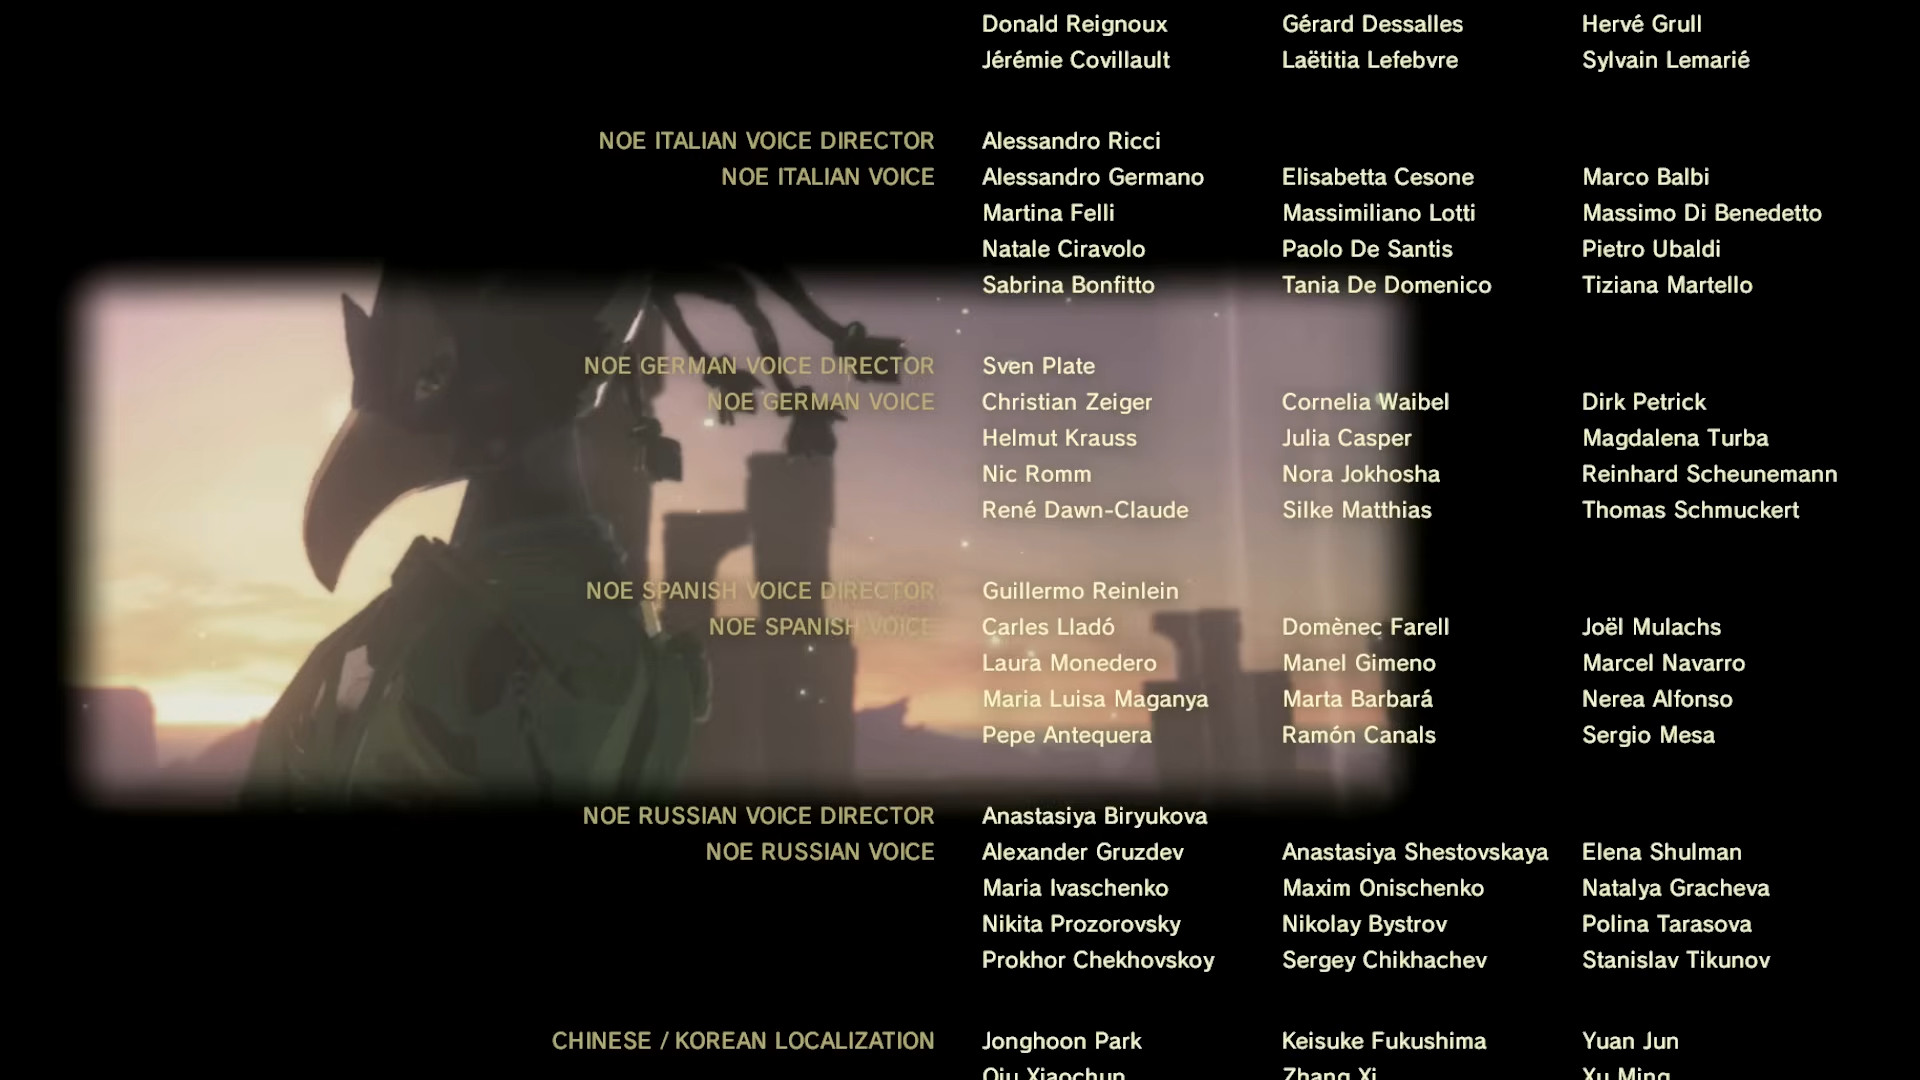 Donald Reignoux Gérard Dessalles Hervé Grull
Jérémie Covillault Laëtitia Lefebvre Sylvain Lemarié
NOE ITALIAN VOICE DIRECTOR Alessandro Ricci
NOE ITALIAN VOICE Alessandro Germano Elisabetta Cesone Marco Balbi
Martina Felli Massimiliano Lotti Massimo Di Benedetto
Natale Ciravolo Paolo De Santis Pietro Ubaldi
Sabrina Bonfitto Tania De Domenico Tiziana Martello
NOE GERMAN VOICE DIRECTOR Sven Plate
NOE GERMAN VOICE Christian Zeiger Cornelia Waibel Dirk Petrick
Helmut Krauss Julia Casper Magdalena Turba
Nic Romm Nora Jokhosha Reinhard Scheunemann
René Dawn-Claude Silke Matthias Thomas Schmuckert
NOE SPANISH VOICE DIRECTOR Guillermo Reinlein
NOE SPANISH VOICE Carles Lladó Domènec Farell Joël Mulachs
Laura Monedero Manel Gimeno Marcel Navarro
Maria Luisa Maganya Marta Barbará Nerea Alfonso
Pepe Antequera Ramón Canals Sergio Mesa
NOE RUSSIAN VOICE DIRECTOR Anastasiya Biryukova
NOE RUSSIAN VOICE Alexander Gruzdev Anastasiya Shestovskaya Elena Shulman
Maria Ivaschenko Maxim Onischenko Natalya Gracheva
Nikita Prozorovsky Nikolay Bystrov Polina Tarasova
Prokhor Chekhovskoy Sergey Chikhachev Stanislav Tikunov
CHINESE / KOREAN LOCALIZATION Jonghoon Park Keisuke Fukushima Yuan Jun
Qiu Xiaochun Zhang Xi Xu Ming